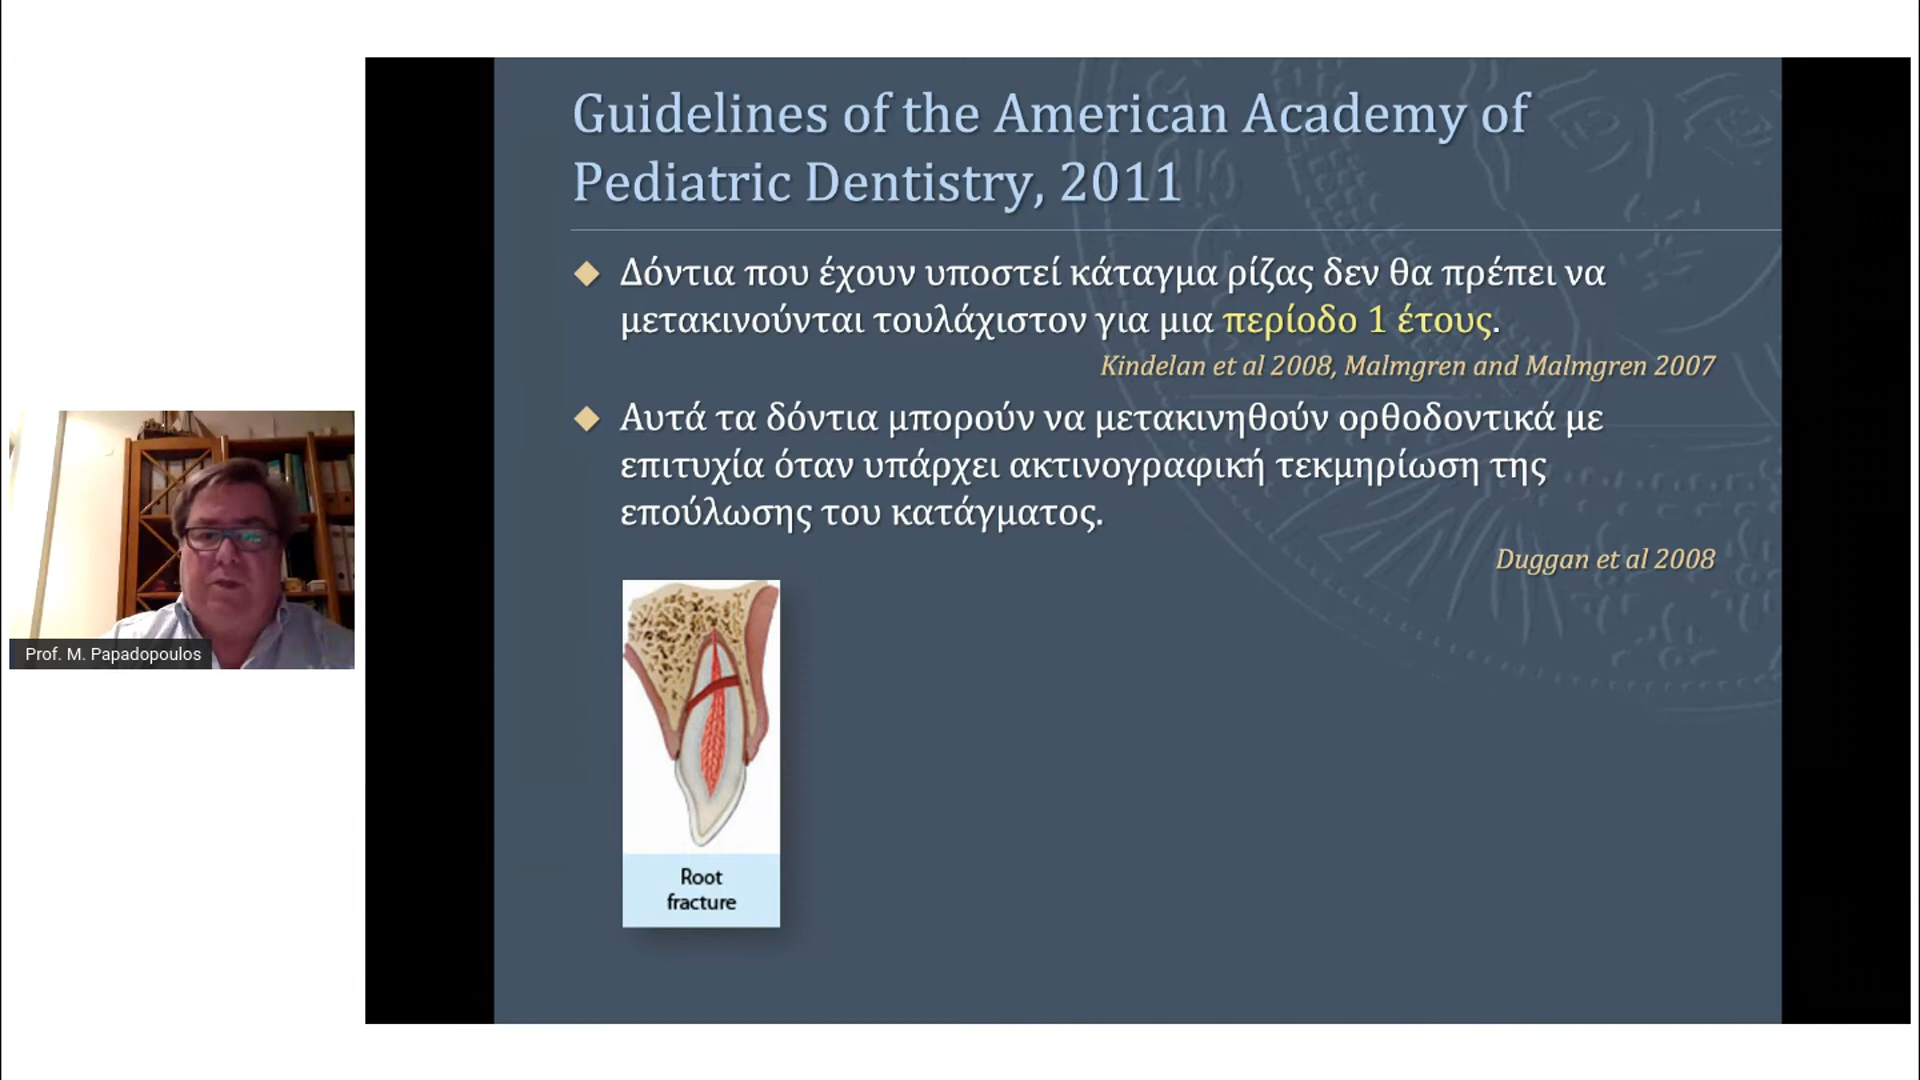 Guidelines of the American Academy of
Pediatric Dentistry, 2011
Δόντια που έχουν υποστεί κάταγμα ρίζας δεν θα πρέπει να
μετακινούνται τουλάχιστον για μια περίοδο 1 έτους.
Kindelan et al 2008, Malmgren and Malmgren 2007
Αυτά τα δόντια μπορούν να μετακινηθούν ορθοδοντικά με
επιτυχία όταν υπάρχει ακτινογραφική τεκμηρίωση της
επούλωσης του κατάγματος.
Duggan et al 2008
Root
fracture
Prof. M. Papadopoulos